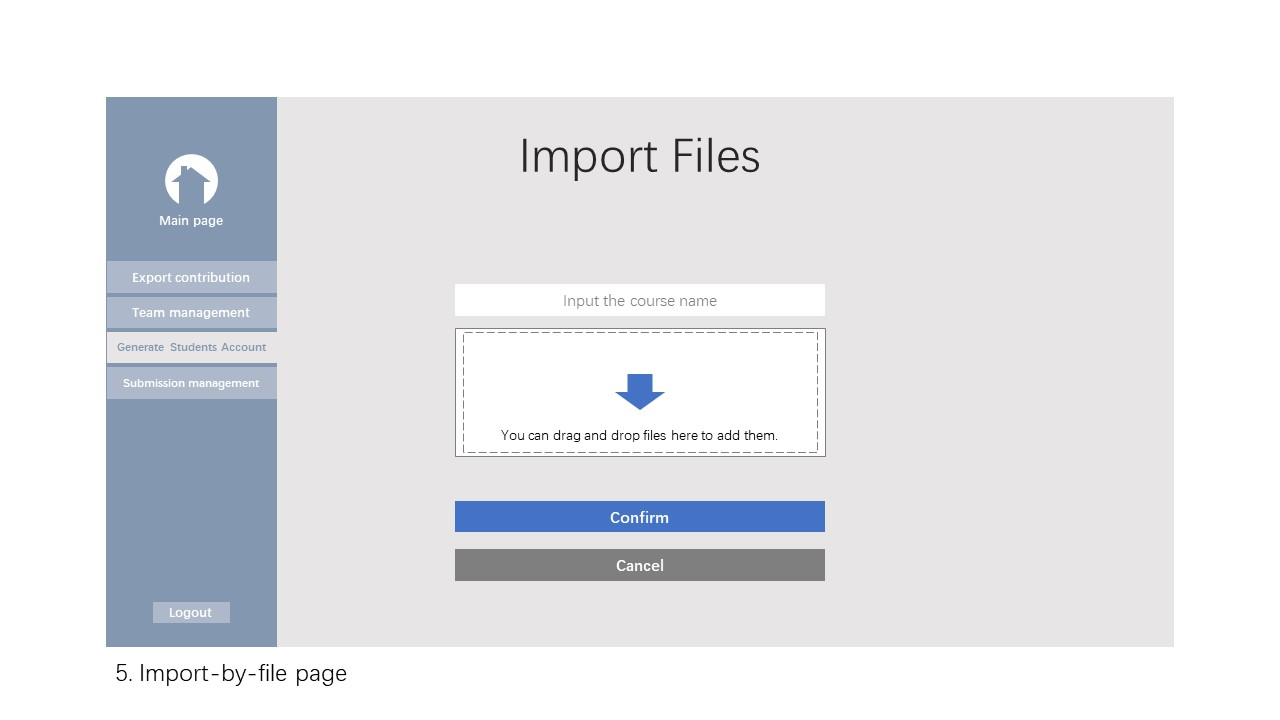 Import Files
Main page
Export contribution
Team management
Generate Students Account
Submission management
Input the course name
You can drag and drop files here to add them.
Confirm
Cancel
Logout
5. Import-by-file page